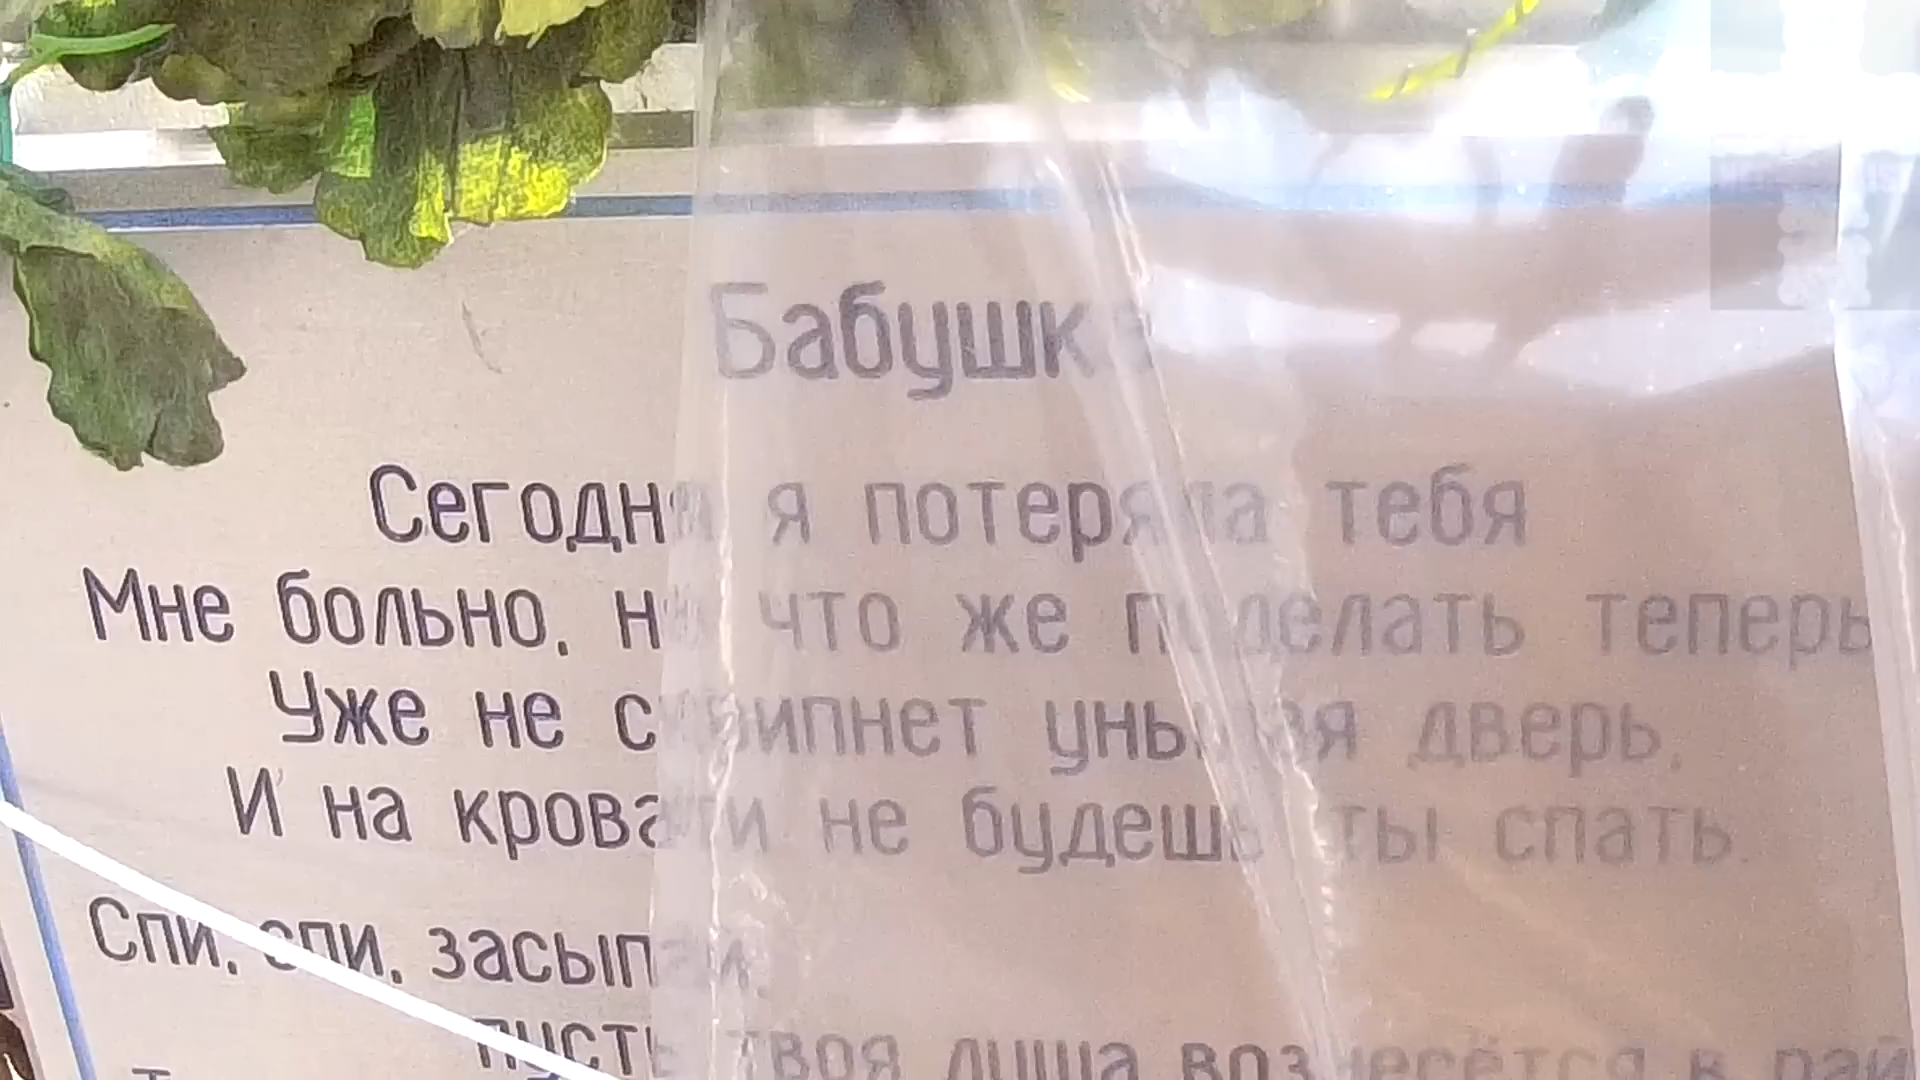 Бабушка
Сегодня я потеряла тебя
Мне больно, но что же поделать теперь
Уже не скрипнет унылая дверь,
И на кровати не будешь ты спать.
Спи, спи, засыпай,
пусть твоя душа вознесётся в рай